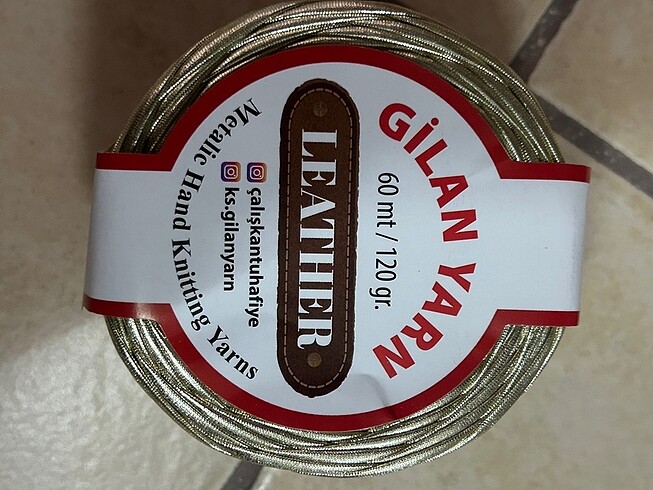 GİLAN YARN
60 mt / 120 gr.
LEATHER
çalışkantuhafiye
ks.gilanyarn
Metalic Hand Knitting Yarns